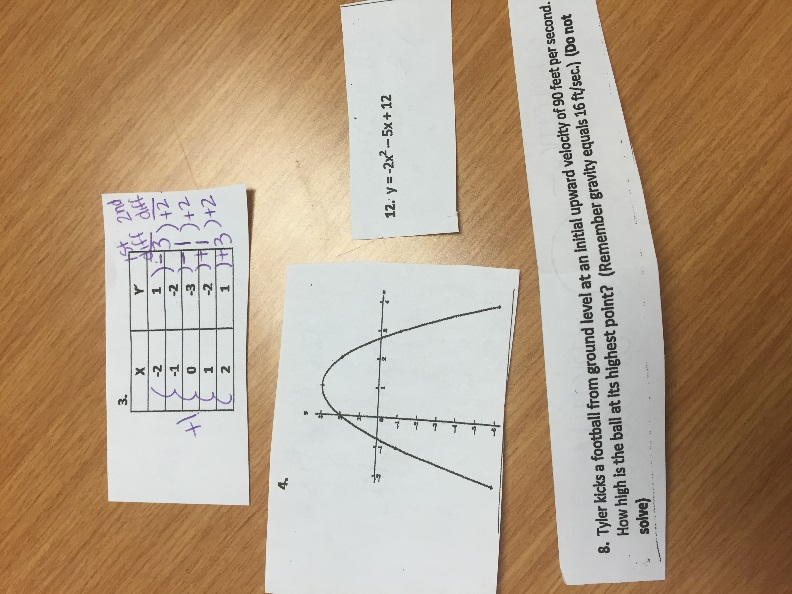 3.
1st 2nd
diff diff
X Y
-2 1
-1 -2
0 -3
1 -2
2 1
-3
-1
+1
+3
+2
+2
+2
+1
4.
12. y = -2x² – 5x + 12
8. Tyler kicks a football from ground level at an initial upward velocity of 90 feet per second.
How high is the ball at its highest point? (Remember gravity equals 16 ft/sec.) (Do not
solve)